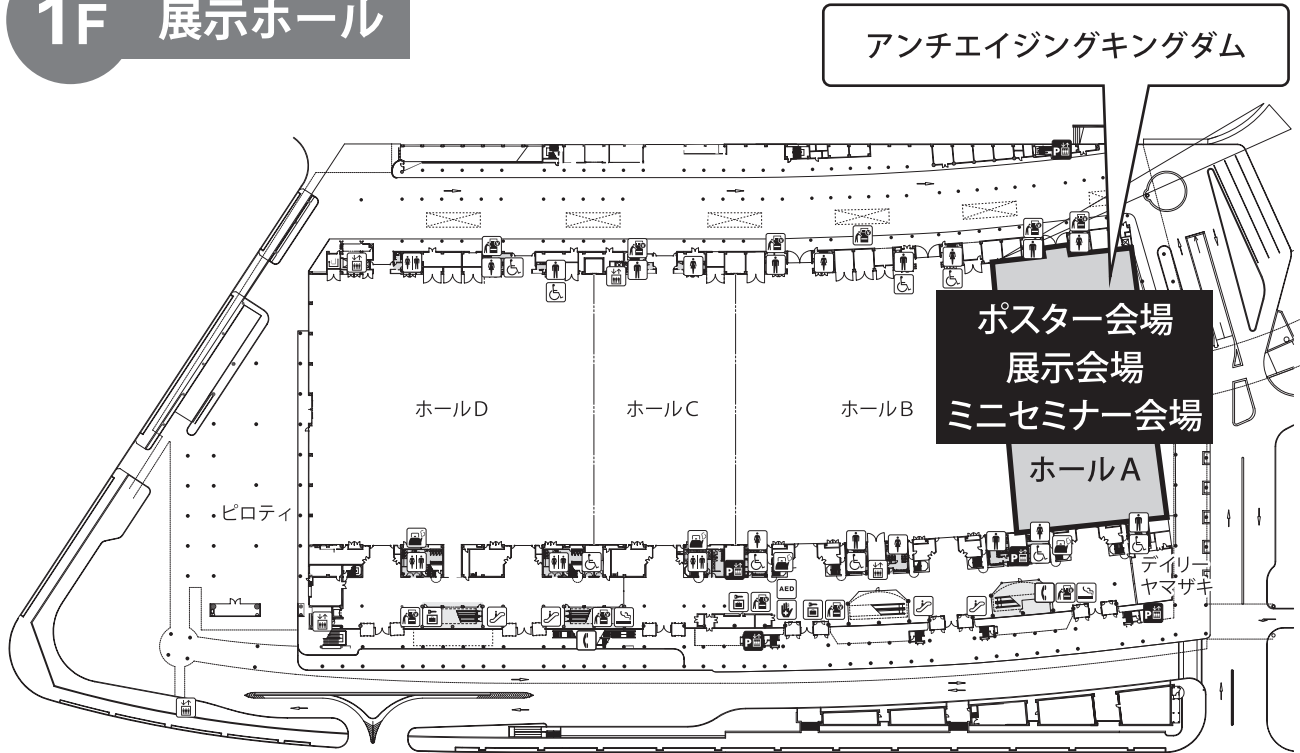 1F 展示ホール
アンチエイジングキングダム
ポスター会場
展示会場
ミニセミナー会場
ホールD
ホールC
ホールB
ホールA
ピロティ
デイリー
ヤマザキ
AED
P
P
P
P
P